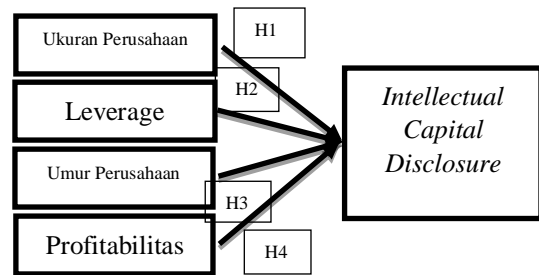 Ukuran Perusahaan
H1
H2
Leverage
Umur Perusahaan
H3
Profitabilitas
H4
Intellectual
Capital
Disclosure